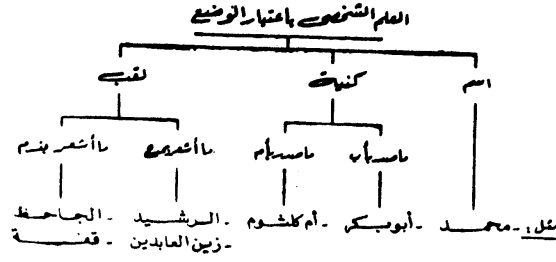 العلم الشخصى باعتبار الوضع
اسم كنية لقب
ما صدر بأب ما صدر بأم ما أشعر بمدح ما أشعر بذم
مثل: - محمد - أبو بكر - أم كلثوم - الرشيد - الجاحظ
- زين العابدين - قفة